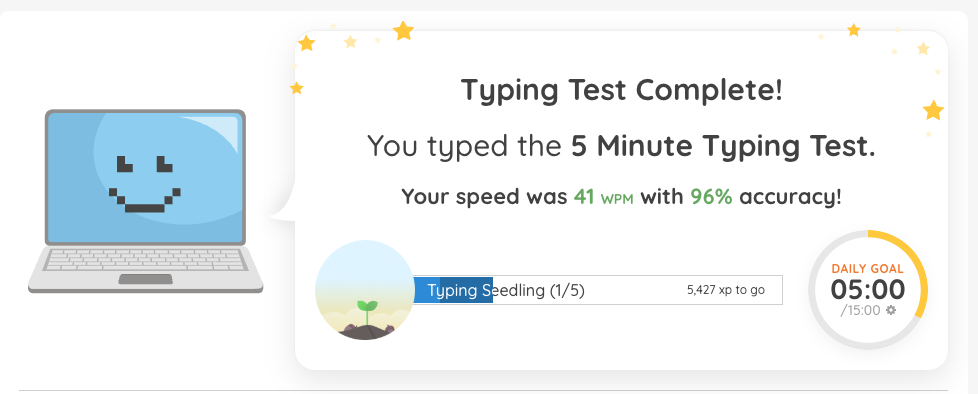 Typing Test Complete!
You typed the 5 Minute Typing Test.
Your speed was 41 WPM with 96% accuracy!
Typing Seedling (1/5)
5,427 xp to go
DAILY GOAL
05:00
/15:00